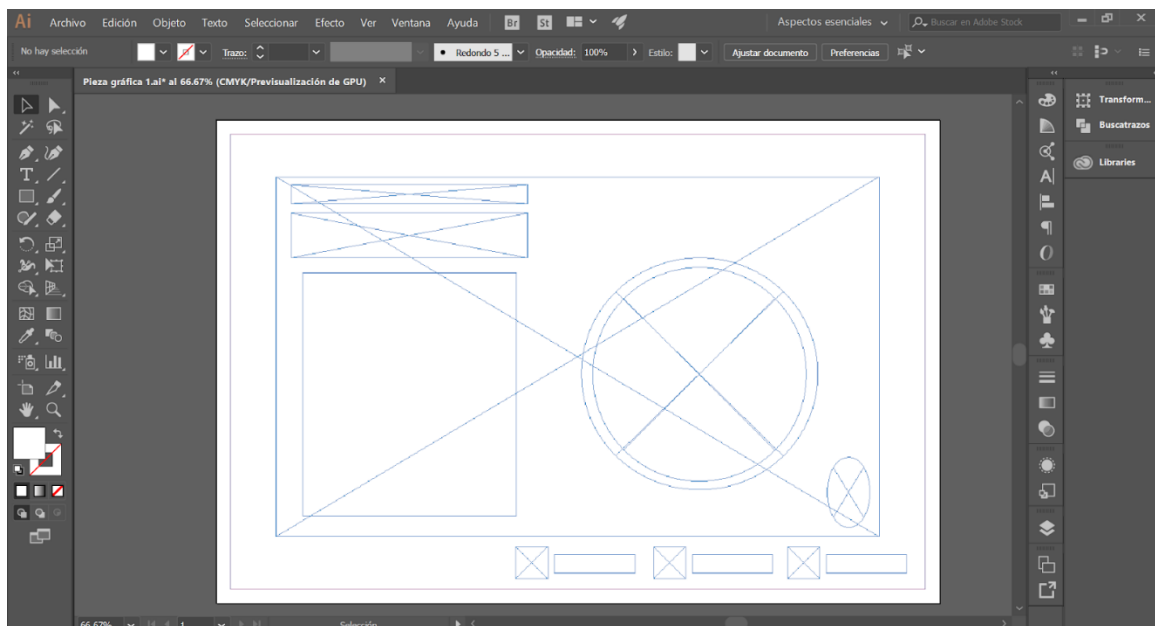 Ai Archivo Edición Objeto Texto Seleccionar Efecto Ver Ventana Ayuda Br St Aspectos esenciales Buscar en Adobe Stock
No hay selección Trazo: Redondo 5 ... Opacidad: 100% Estilo: Ajustar documento Preferencias
Pieza gráfica 1.ai* al 66.67% (CMYK/Previsualización de GPU) ×
Transform...
Buscatrazos
Libraries
66.67% 1 Selección